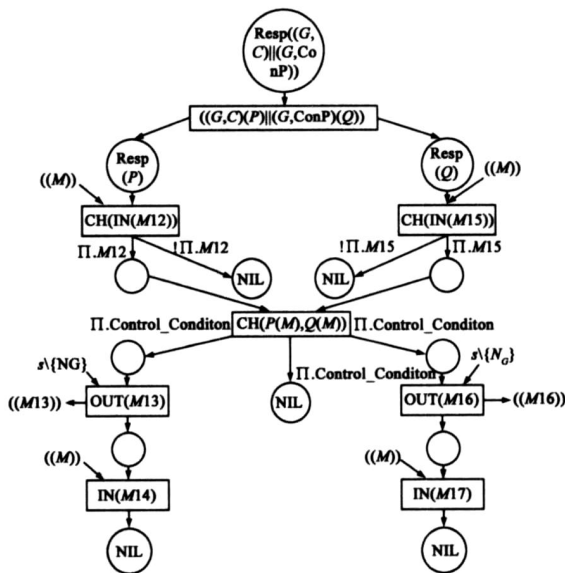 Resp((G,
C)||(G,Co
nP))
((G,C)(P)||(G,ConP)(Q))
Resp
(P)
Resp
(Q)
((M))
((M))
CH(IN(M12))
CH(IN(M15))
Π.M12
!Π.M12
!Π.M15
Π.M15
NIL
NIL
Π.Control_Conditon
CH(P(M),Q(M))
Π.Control_Conditon
s\{NG}
Π.Control_Conditon
s\{N_G}
((M13))
OUT(M13)
NIL
OUT(M16)
((M16))
((M))
((M))
IN(M14)
IN(M17)
NIL
NIL